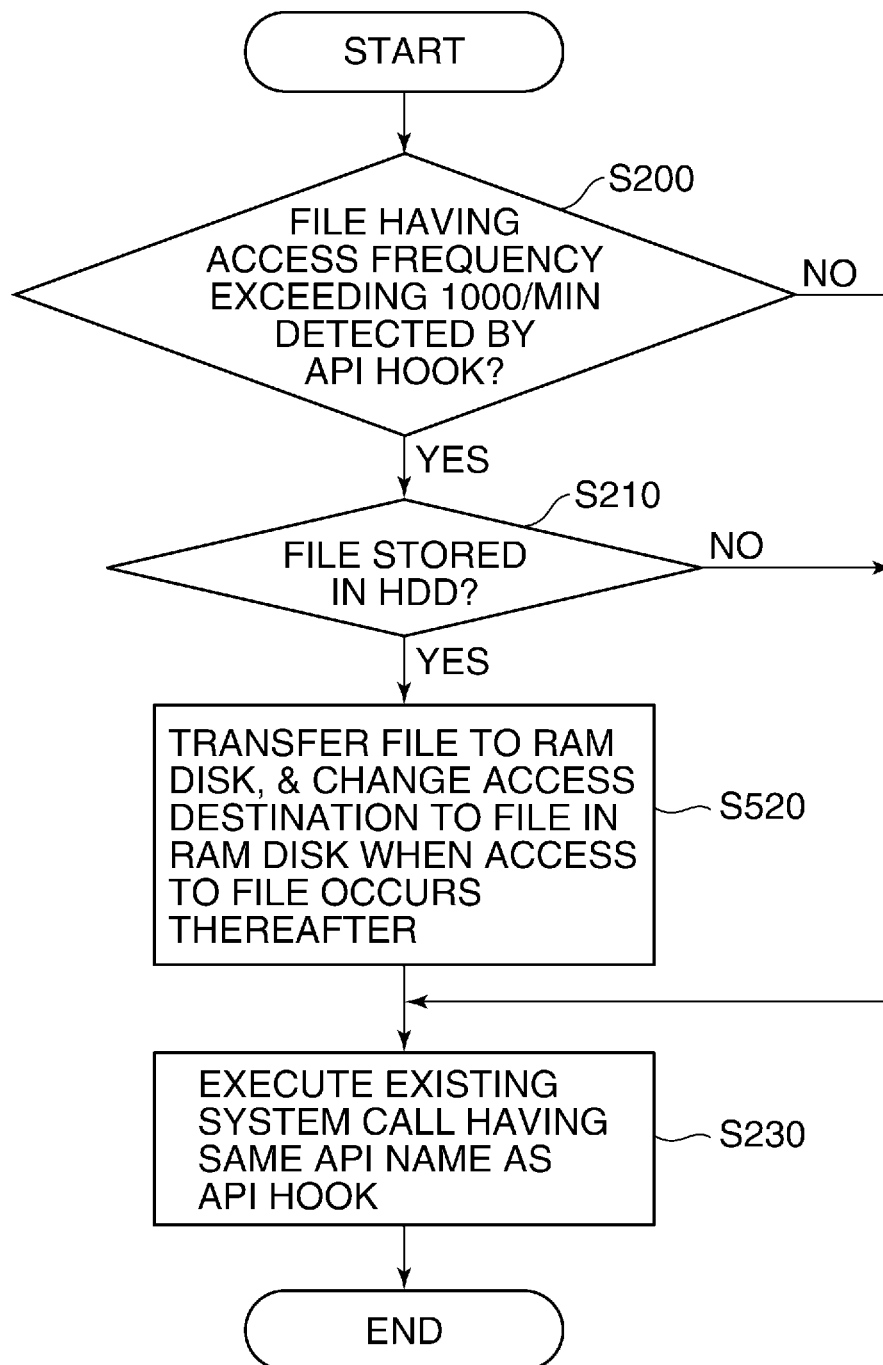 START
S200
FILE HAVING
ACCESS FREQUENCY
EXCEEDING 1000/MIN
DETECTED BY
API HOOK?
NO
YES
S210
FILE STORED
IN HDD?
NO
YES
TRANSFER FILE TO RAM
DISK, & CHANGE ACCESS
DESTINATION TO FILE IN
RAM DISK WHEN ACCESS
TO FILE OCCURS
THEREAFTER
S520
EXECUTE EXISTING
SYSTEM CALL HAVING
SAME API NAME AS
API HOOK
S230
END